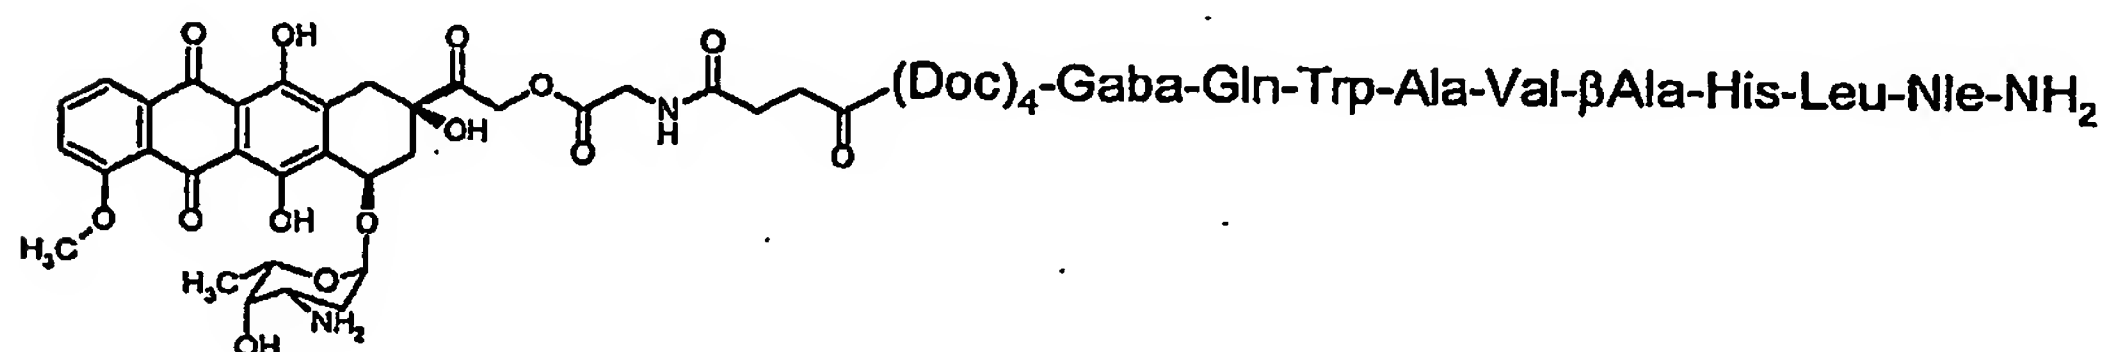 O OH O O
O O (Doc)4-Gaba-Gln-Trp-Ala-Val-βAla-His-Leu-Nle-NH2
OH N H
O O
O O OH O
H3C
H3C O
NH2
OH